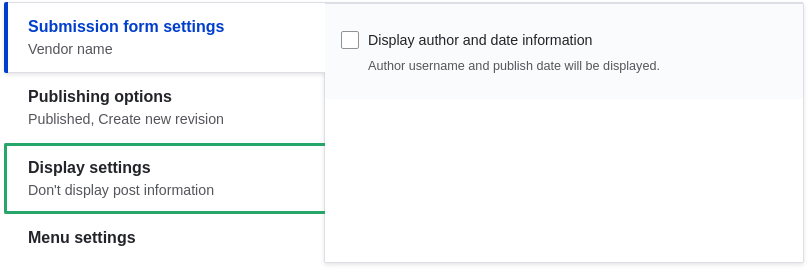 Submission form settings
Vendor name
Publishing options
Published, Create new revision
Display settings
Don't display post information
Menu settings
Display author and date information
Author username and publish date will be displayed.